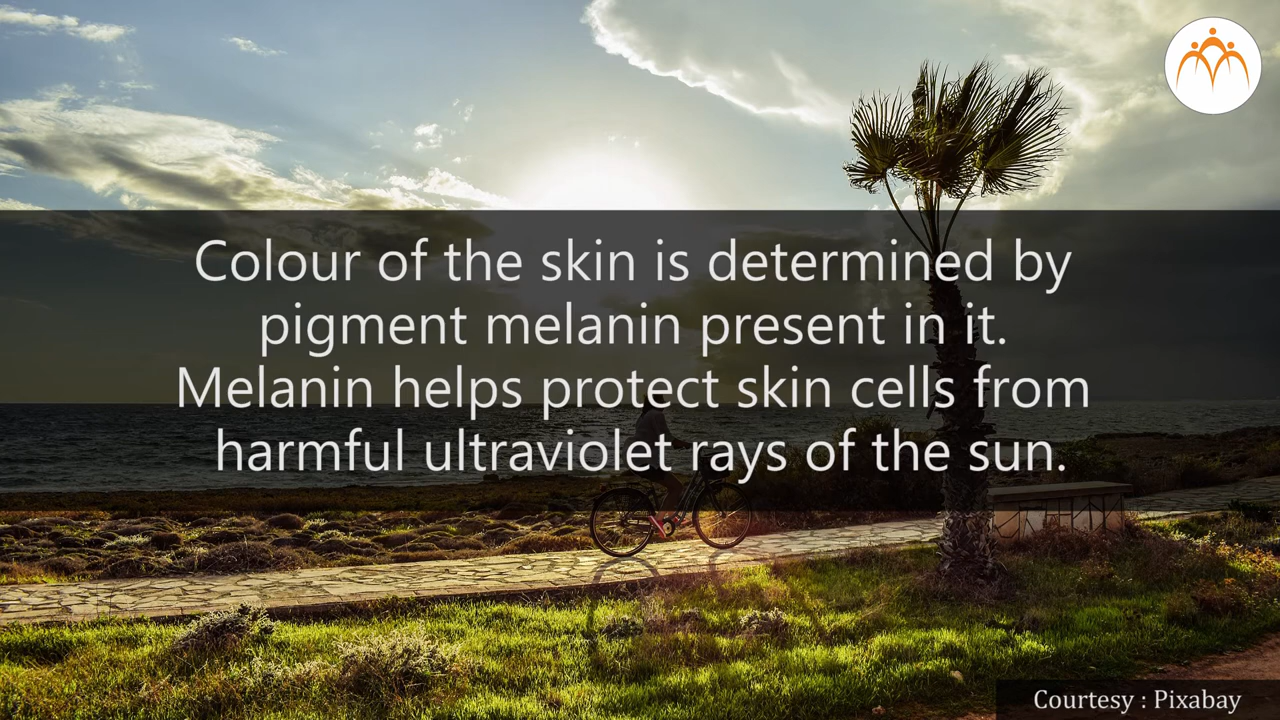 Colour of the skin is determined by
pigment melanin present in it.
Melanin helps protect skin cells from
harmful ultraviolet rays of the sun.
Courtesy : Pixabay